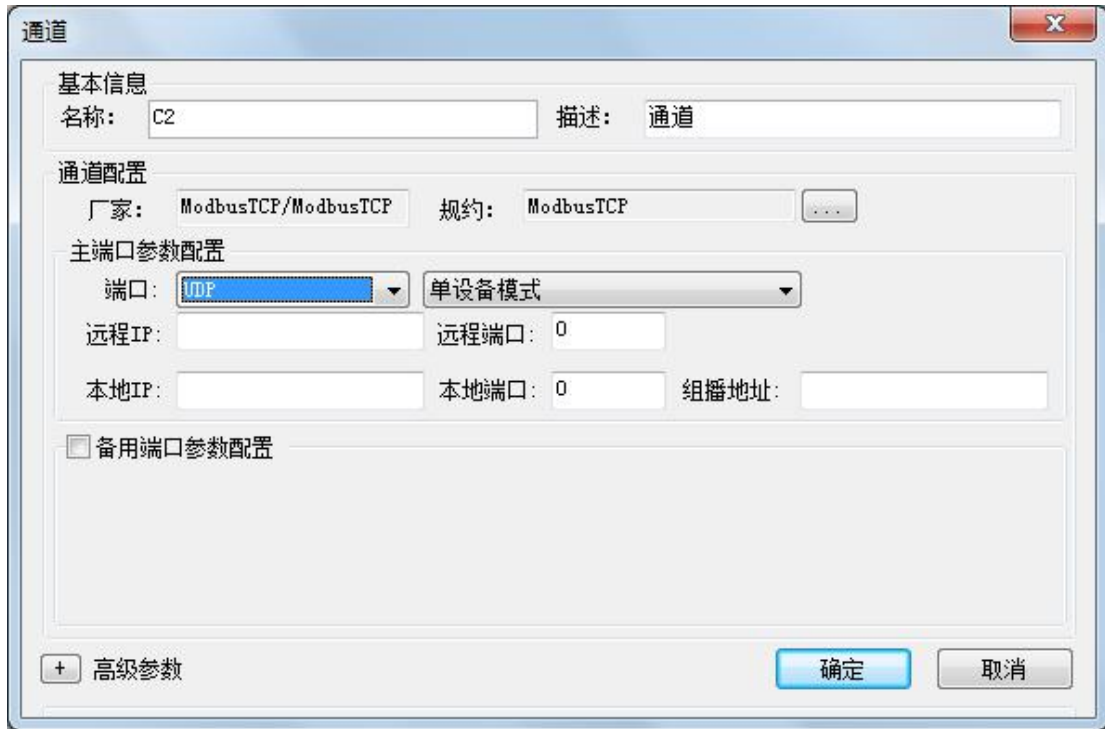 通道
基本信息
名称: C2 描述: 通道
通道配置
厂家: ModbusTCP/ModbusTCP 规约: ModbusTCP ...
主端口参数配置
端口: UDP 单设备模式
远程IP: 远程端口: 0
本地IP: 本地端口: 0 组播地址:
备用端口参数配置
+ 高级参数 确定 取消